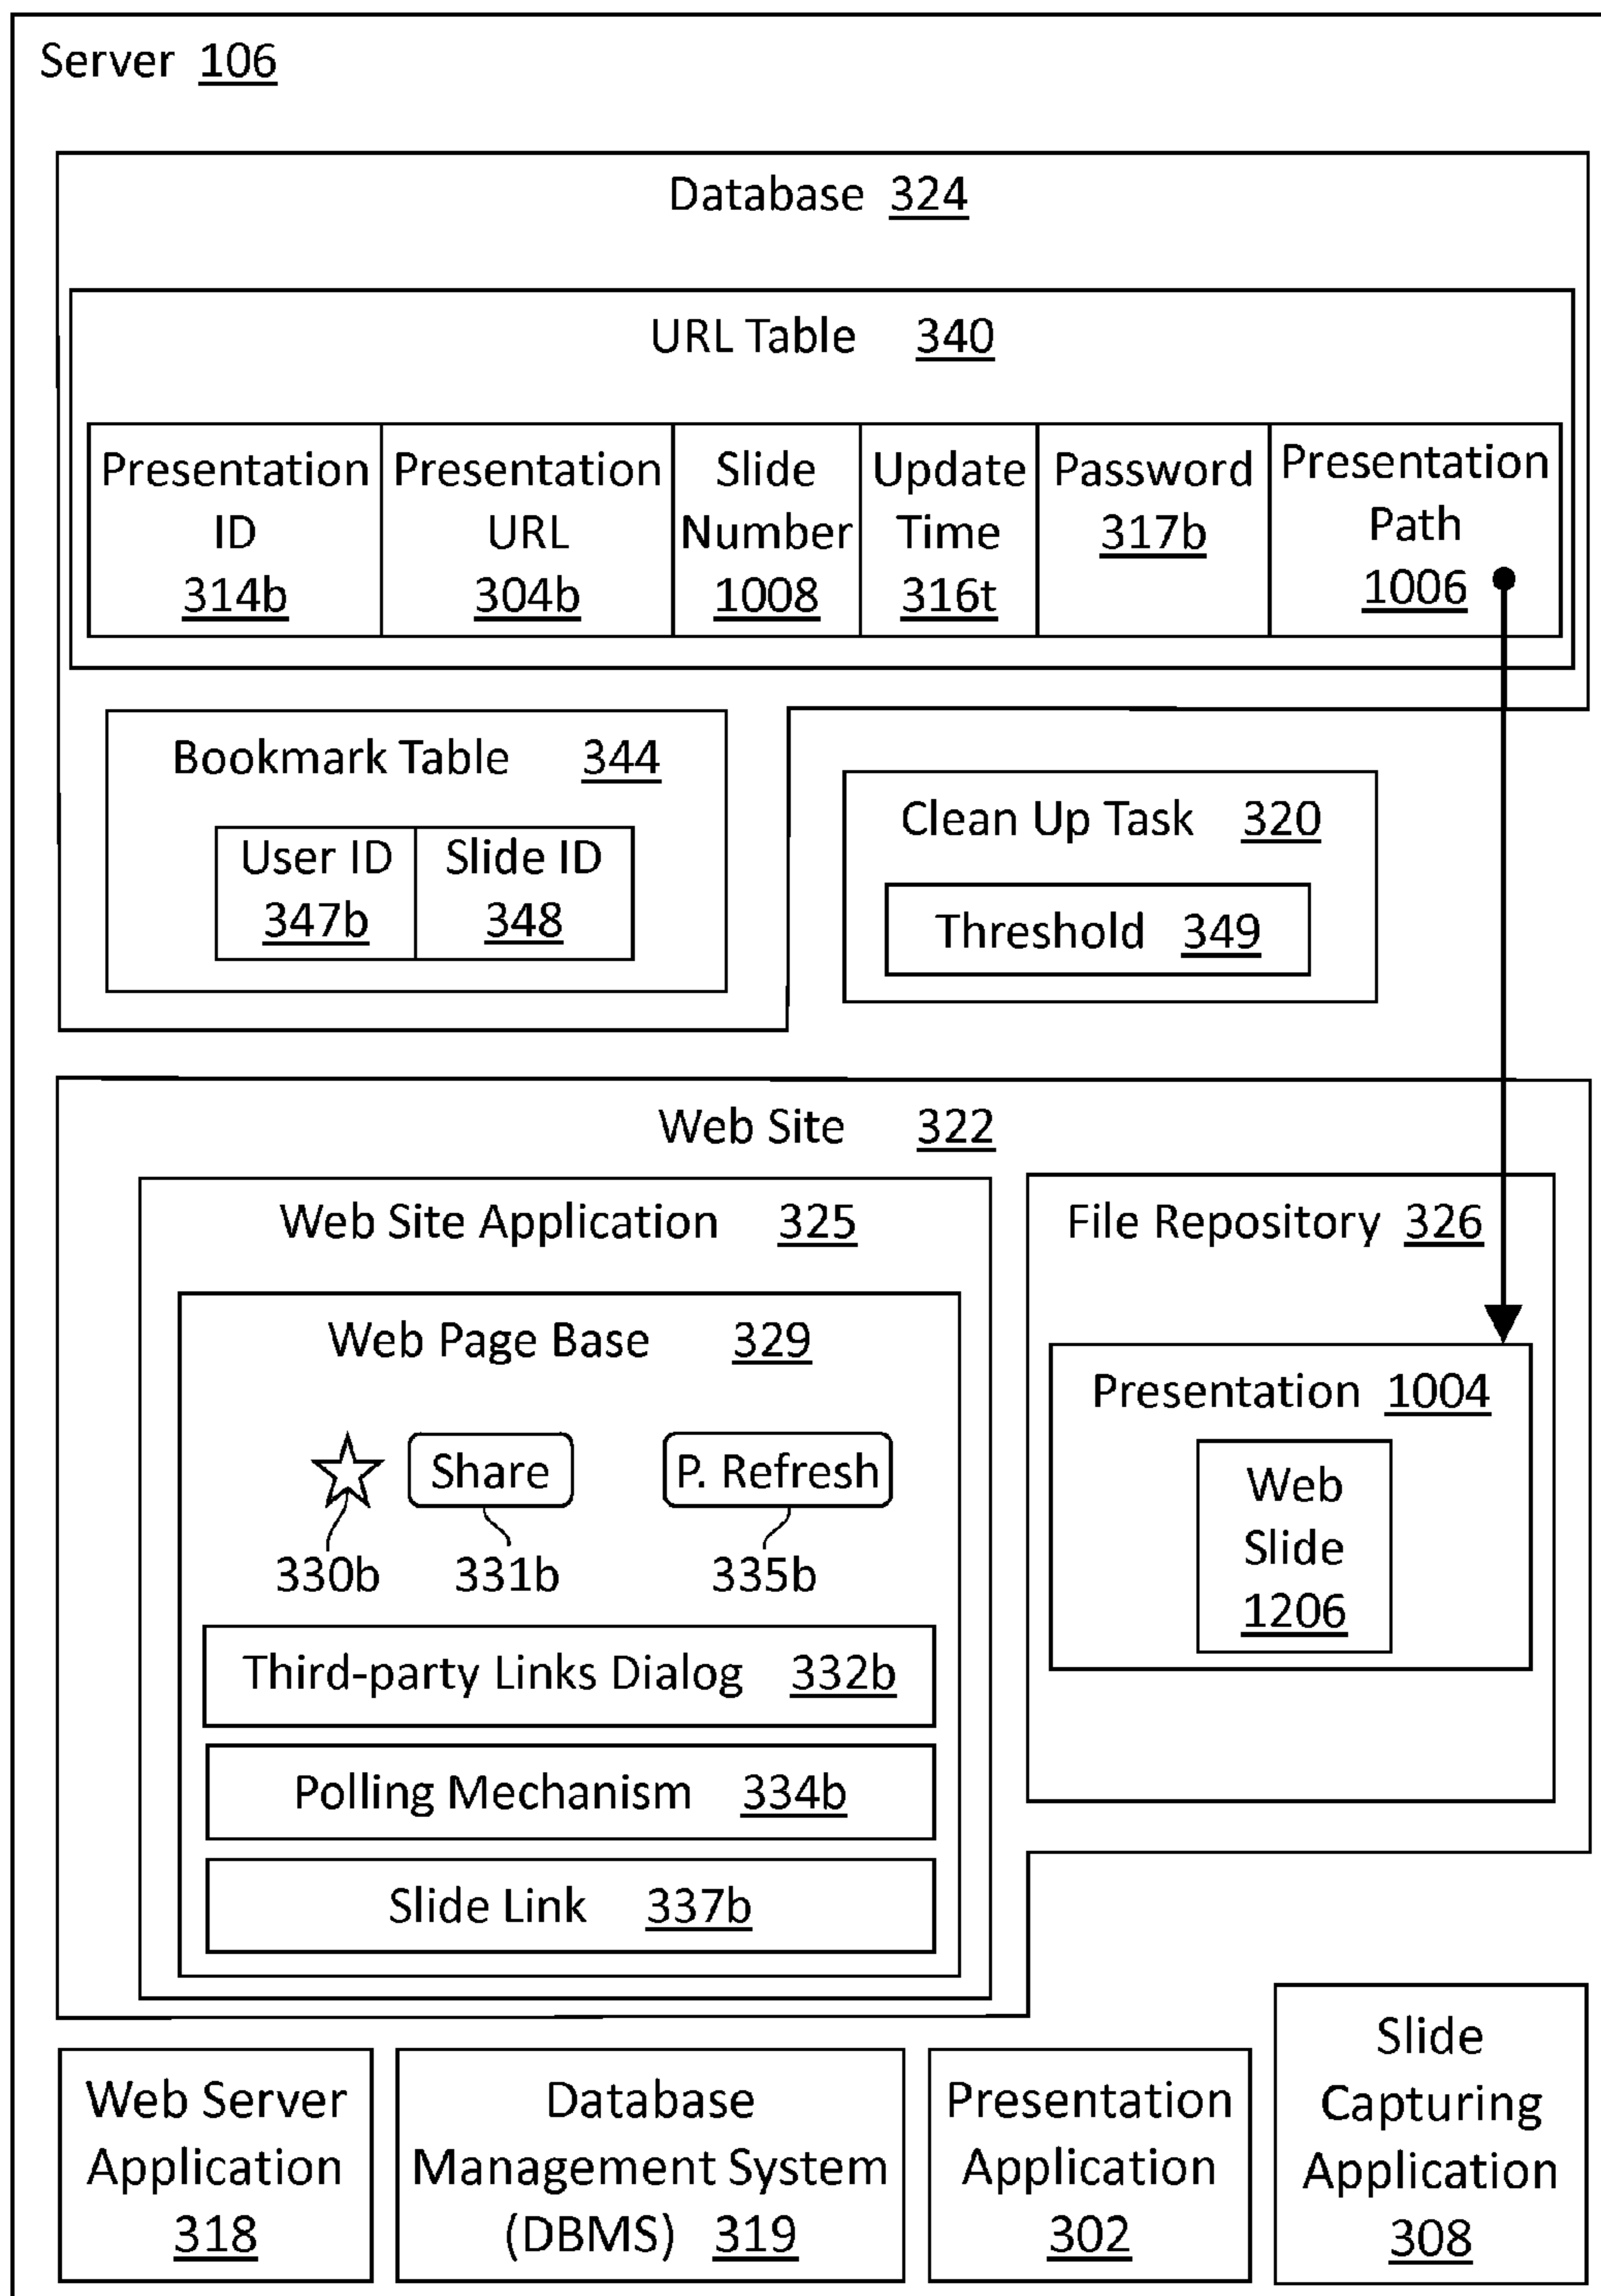 Server 106
Database 324
URL Table 340
Presentation ID 314b
Presentation URL 304b
Slide Number 1008
Update Time 316t
Password 317b
Presentation Path 1006
Bookmark Table 344
User ID 347b
Slide ID 348
Clean Up Task 320
Threshold 349
Web Site 322
Web Site Application 325
Web Page Base 329
Share
P. Refresh
330b
331b
335b
Third-party Links Dialog 332b
Polling Mechanism 334b
Slide Link 337b
File Repository 326
Presentation 1004
Web
Slide
1206
Web Server
Application
318
Database
Management System
(DBMS) 319
Presentation
Application
302
Slide
Capturing
Application
308